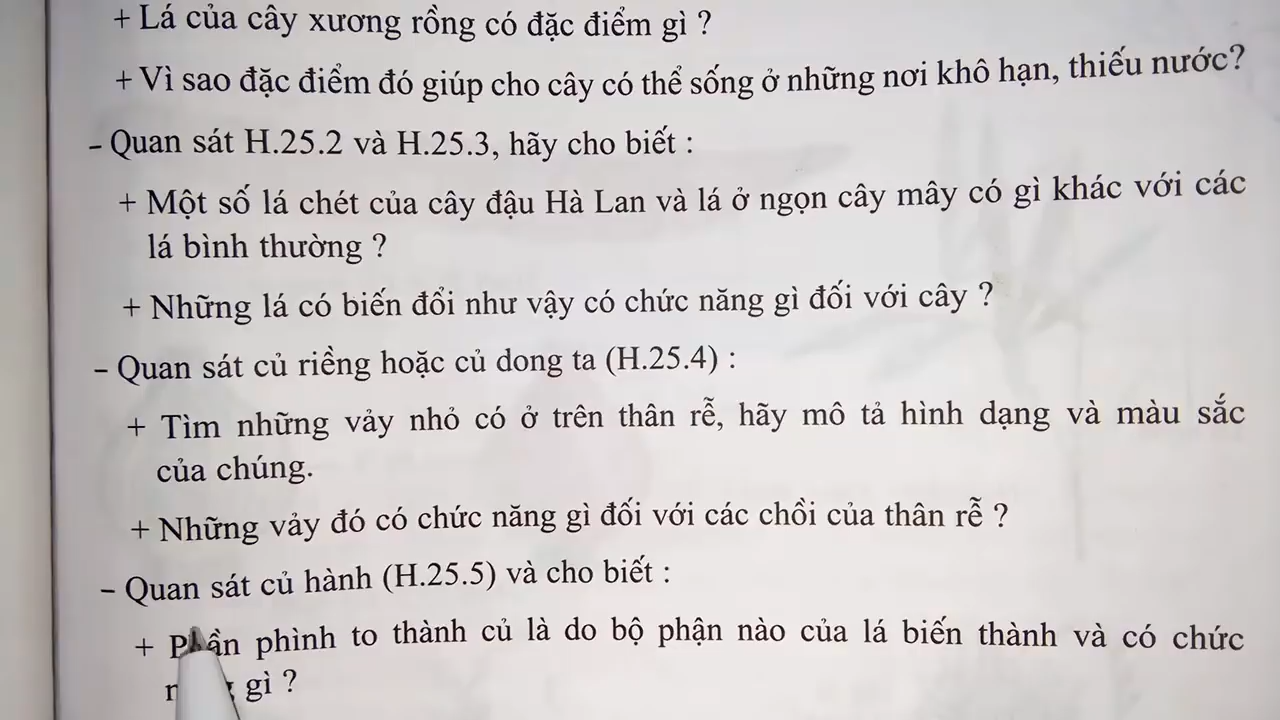 + Lá của cây xương rồng có đặc điểm gì ?
+ Vì sao đặc điểm đó giúp cho cây có thể sống ở những nơi khô hạn, thiếu nước?
– Quan sát H.25.2 và H.25.3, hãy cho biết :
+ Một số lá chét của cây đậu Hà Lan và lá ở ngọn cây mây có gì khác với các
lá bình thường ?
+ Những lá có biến đổi như vậy có chức năng gì đối với cây ?
– Quan sát củ riềng hoặc củ dong ta (H.25.4) :
+ Tìm những vảy nhỏ có ở trên thân rễ, hãy mô tả hình dạng và màu sắc
của chúng.
+ Những vảy đó có chức năng gì đối với các chồi của thân rễ ?
– Quan sát củ hành (H.25.5) và cho biết :
+ Phần phình to thành củ là do bộ phận nào của lá biến thành và có chức
gì ?